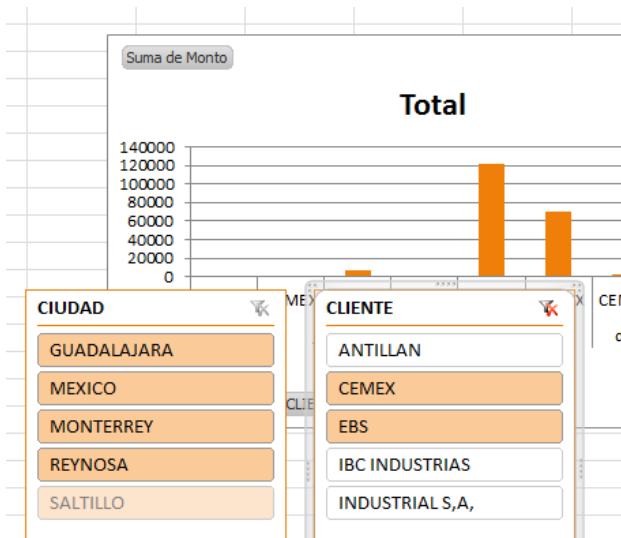 Suma de Monto
Total
140000
120000
100000
80000
60000
40000
20000
0
CIUDAD
GUADALAJARA
MEXICO
MONTERREY
REYNOSA
SALTILLO
CLIENTE
ANTILLAN
CEMEX
EBS
IBC INDUSTRIAS
INDUSTRIAL S,A,